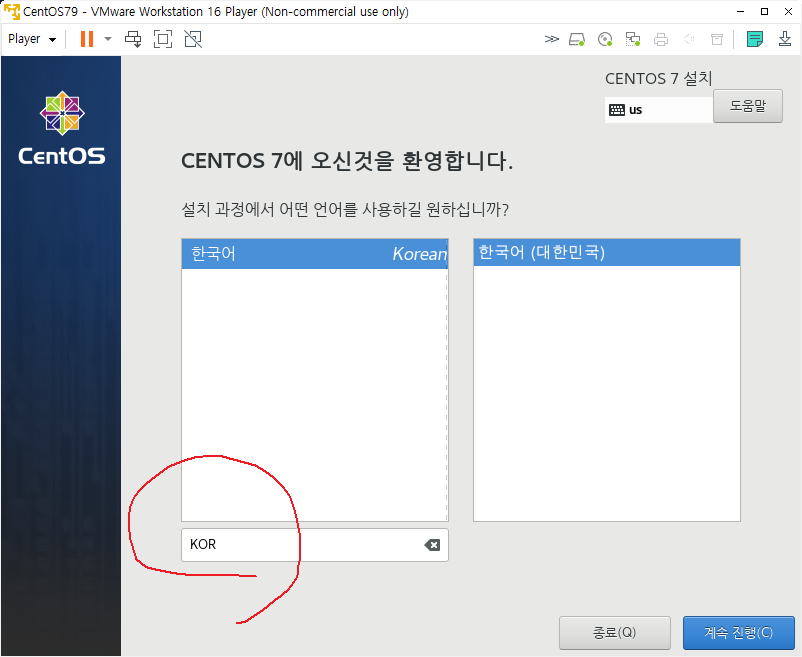 CentOS79 - VMware Workstation 16 Player (Non-commercial use only)
Player
CentOS
CENTOS 7 설치
us
도움말
CENTOS 7에 오신것을 환영합니다.
설치 과정에서 어떤 언어를 사용하길 원하십니까?
한국어 Korean
한국어 (대한민국)
KOR
종료(Q)
계속 진행(C)